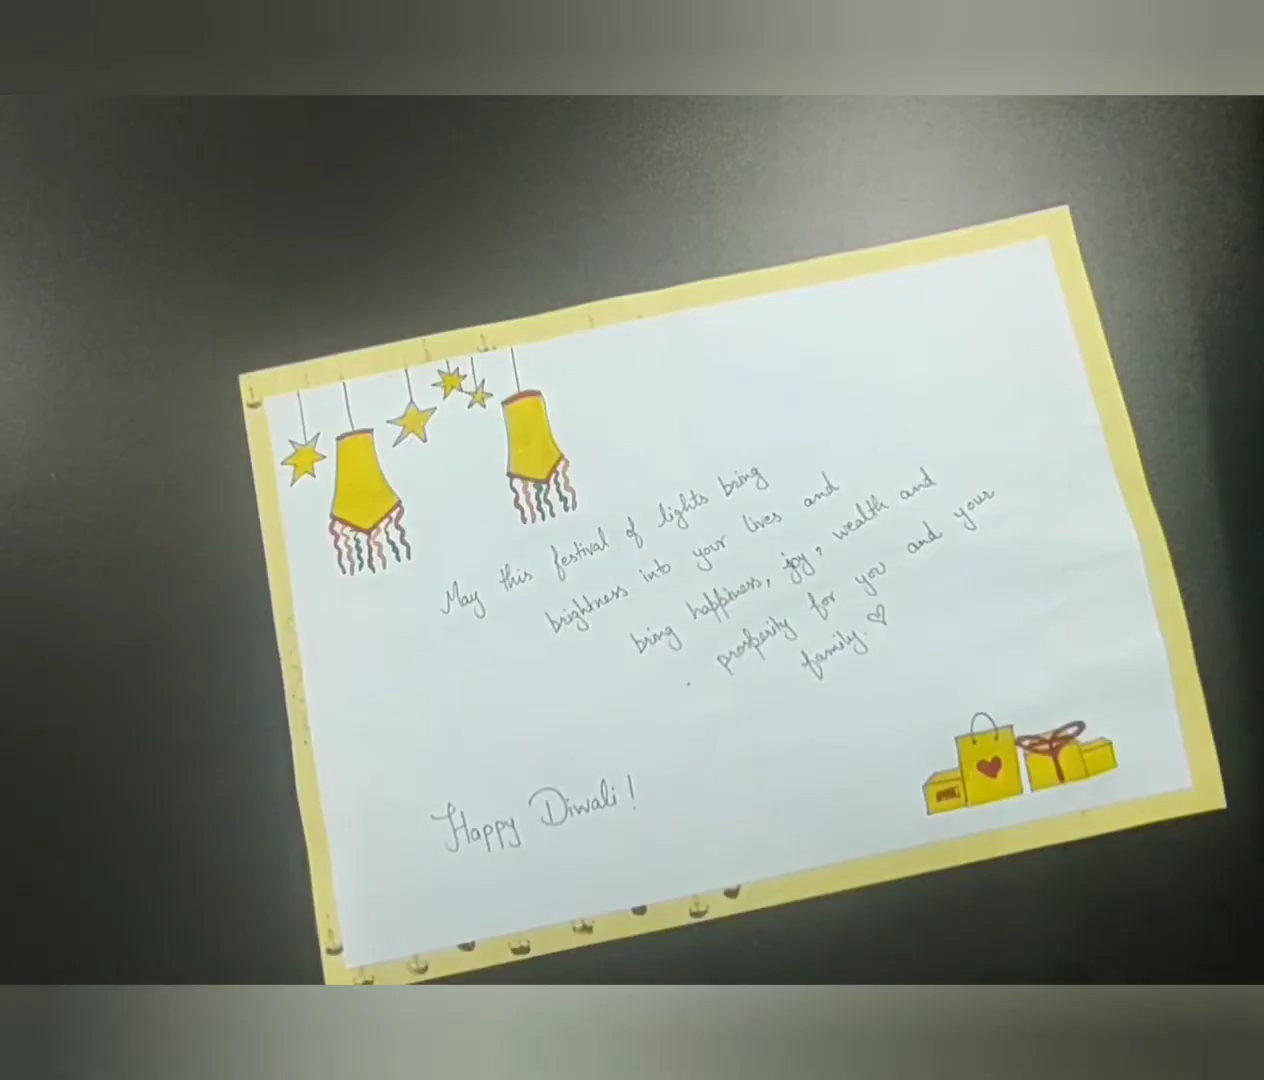 May this festival of lights bring
brightness into your lives and
bring happiness, joy, wealth and
prosperity for you and your
family. ♡
Happy Diwali!